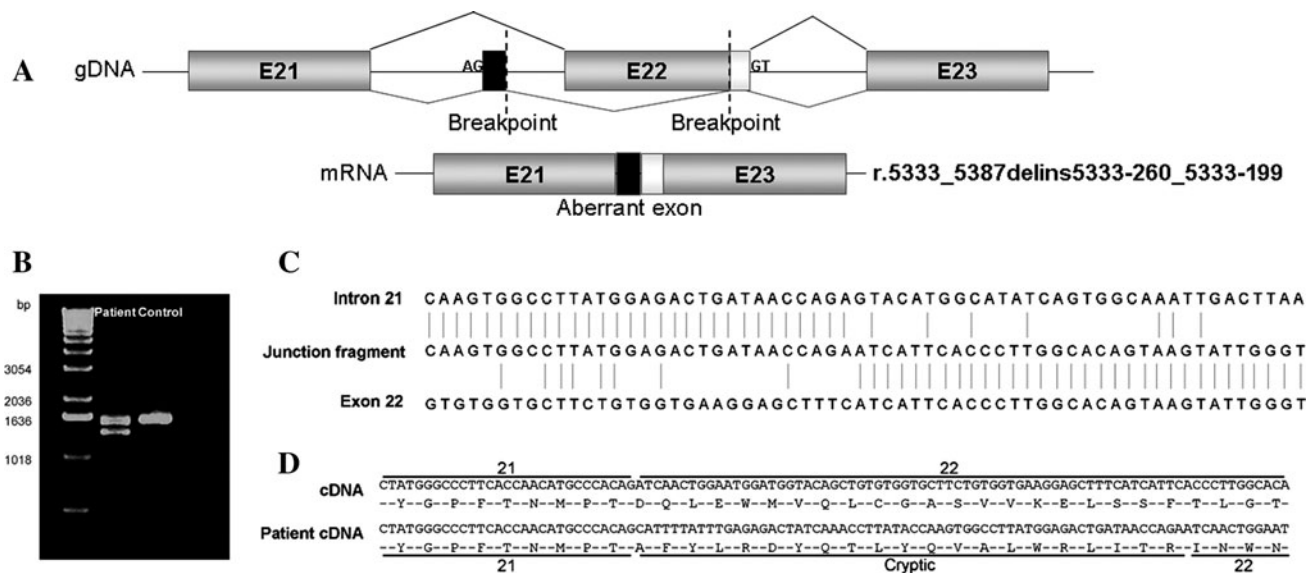 A
gDNA E21 AG E22 GT E23
Breakpoint Breakpoint
mRNA E21 E23 r.5333_5387delins5333-260_5333-199
Aberrant exon
B
bp
Patient Control
3054
2036
1636
1018
C
Intron 21 CAAGTGGCCTTATGGAGACTGATAACCAGAGTACATGGCATATCAGTGGCAAATTGACTTAA
Junction fragment CAAGTGGCCTTATGGAGACTGATAACCAGAATCATTCACCCTTGGCACAGTAAGTATTGGGT
Exon 22 GTGTGGTGCTTCTGTGGTGAAGGAGCTTTCATCATTCACCCTTGGCACAGTAAGTATTGGGT
D
21 22
cDNA CTATGGGCCCTTCACCAACATGCCCACAGATCAACTGGAATGGATGGTACAGCTGTGTGGTGCTTCTGTGGTGAAGGAGCTTTCATCATTCACCCTTGGCACA
--Y--G--P--F--T--N--M--P--T--D--Q--L--E--W--M--V--Q--L--C--G--A--S--V--V--K--E--L--S--S--F--T--L--G--T-
Patient cDNA CTATGGGCCCTTCACCAACATGCCCACAGCATTTTATTTGAGAGACTATCAAACCTTATACCAAGTGGCCTTATGGAGACTGATAACCAGAATCAACTGGAAT
--Y--G--P--F--T--N--M--P--T--A--F--Y--L--R--D--Y--Q--T--L--Y--Q--V--A--L--W--R--L--I--T--R--I--N--W--N-
21 Cryptic 22